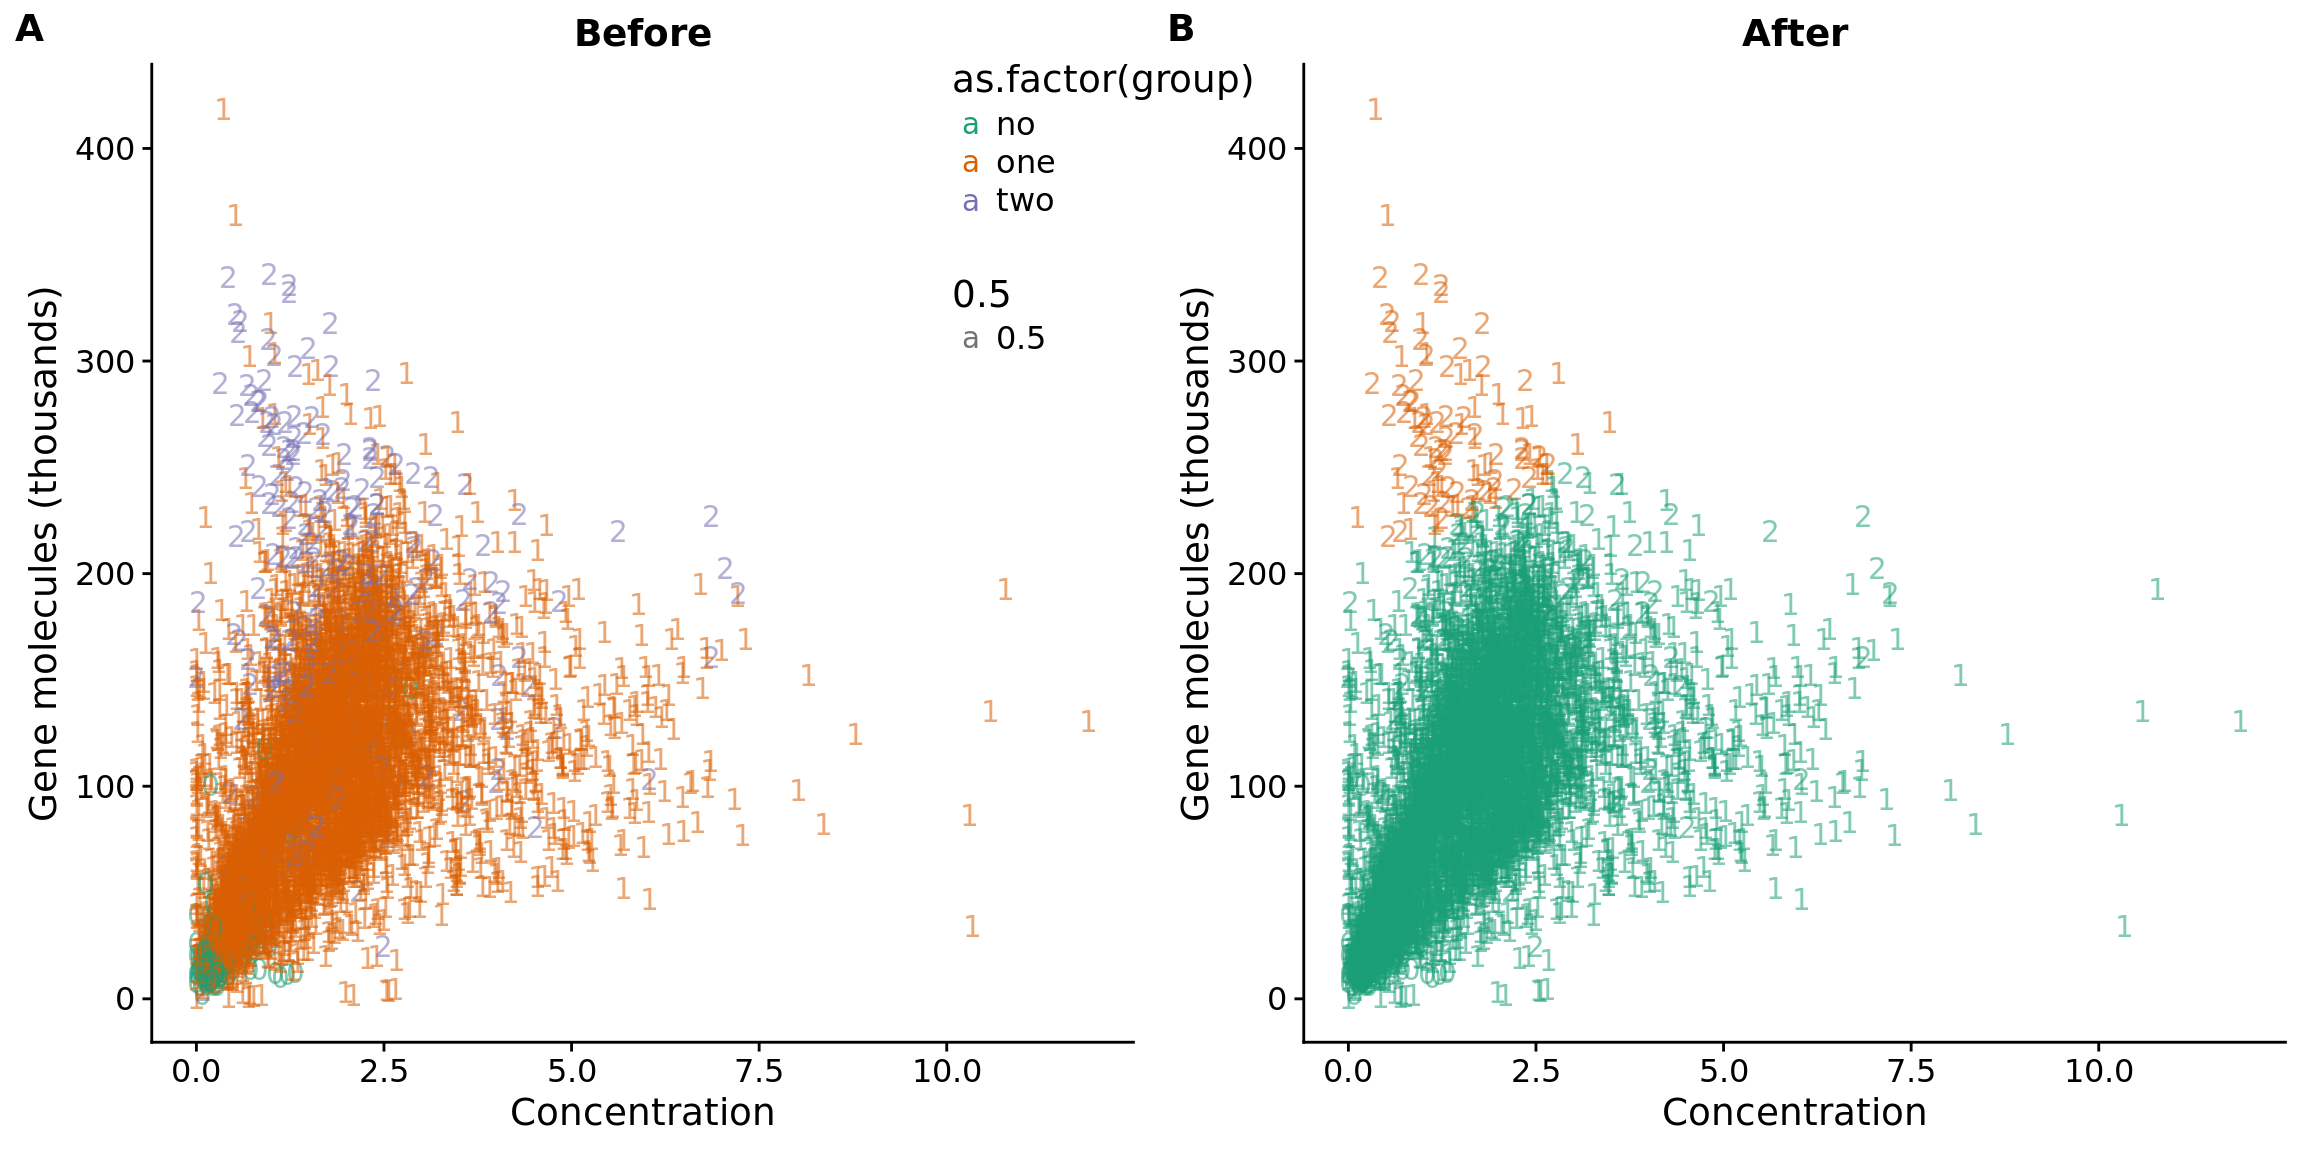 A
Before
as.factor(group)
a no
a one
a two
0.5
a 0.5
Gene molecules (thousands)
400
300
200
100
0
0.0 2.5 5.0 7.5 10.0
Concentration
B
After
Gene molecules (thousands)
400
300
200
100
0
0.0 2.5 5.0 7.5 10.0
Concentration